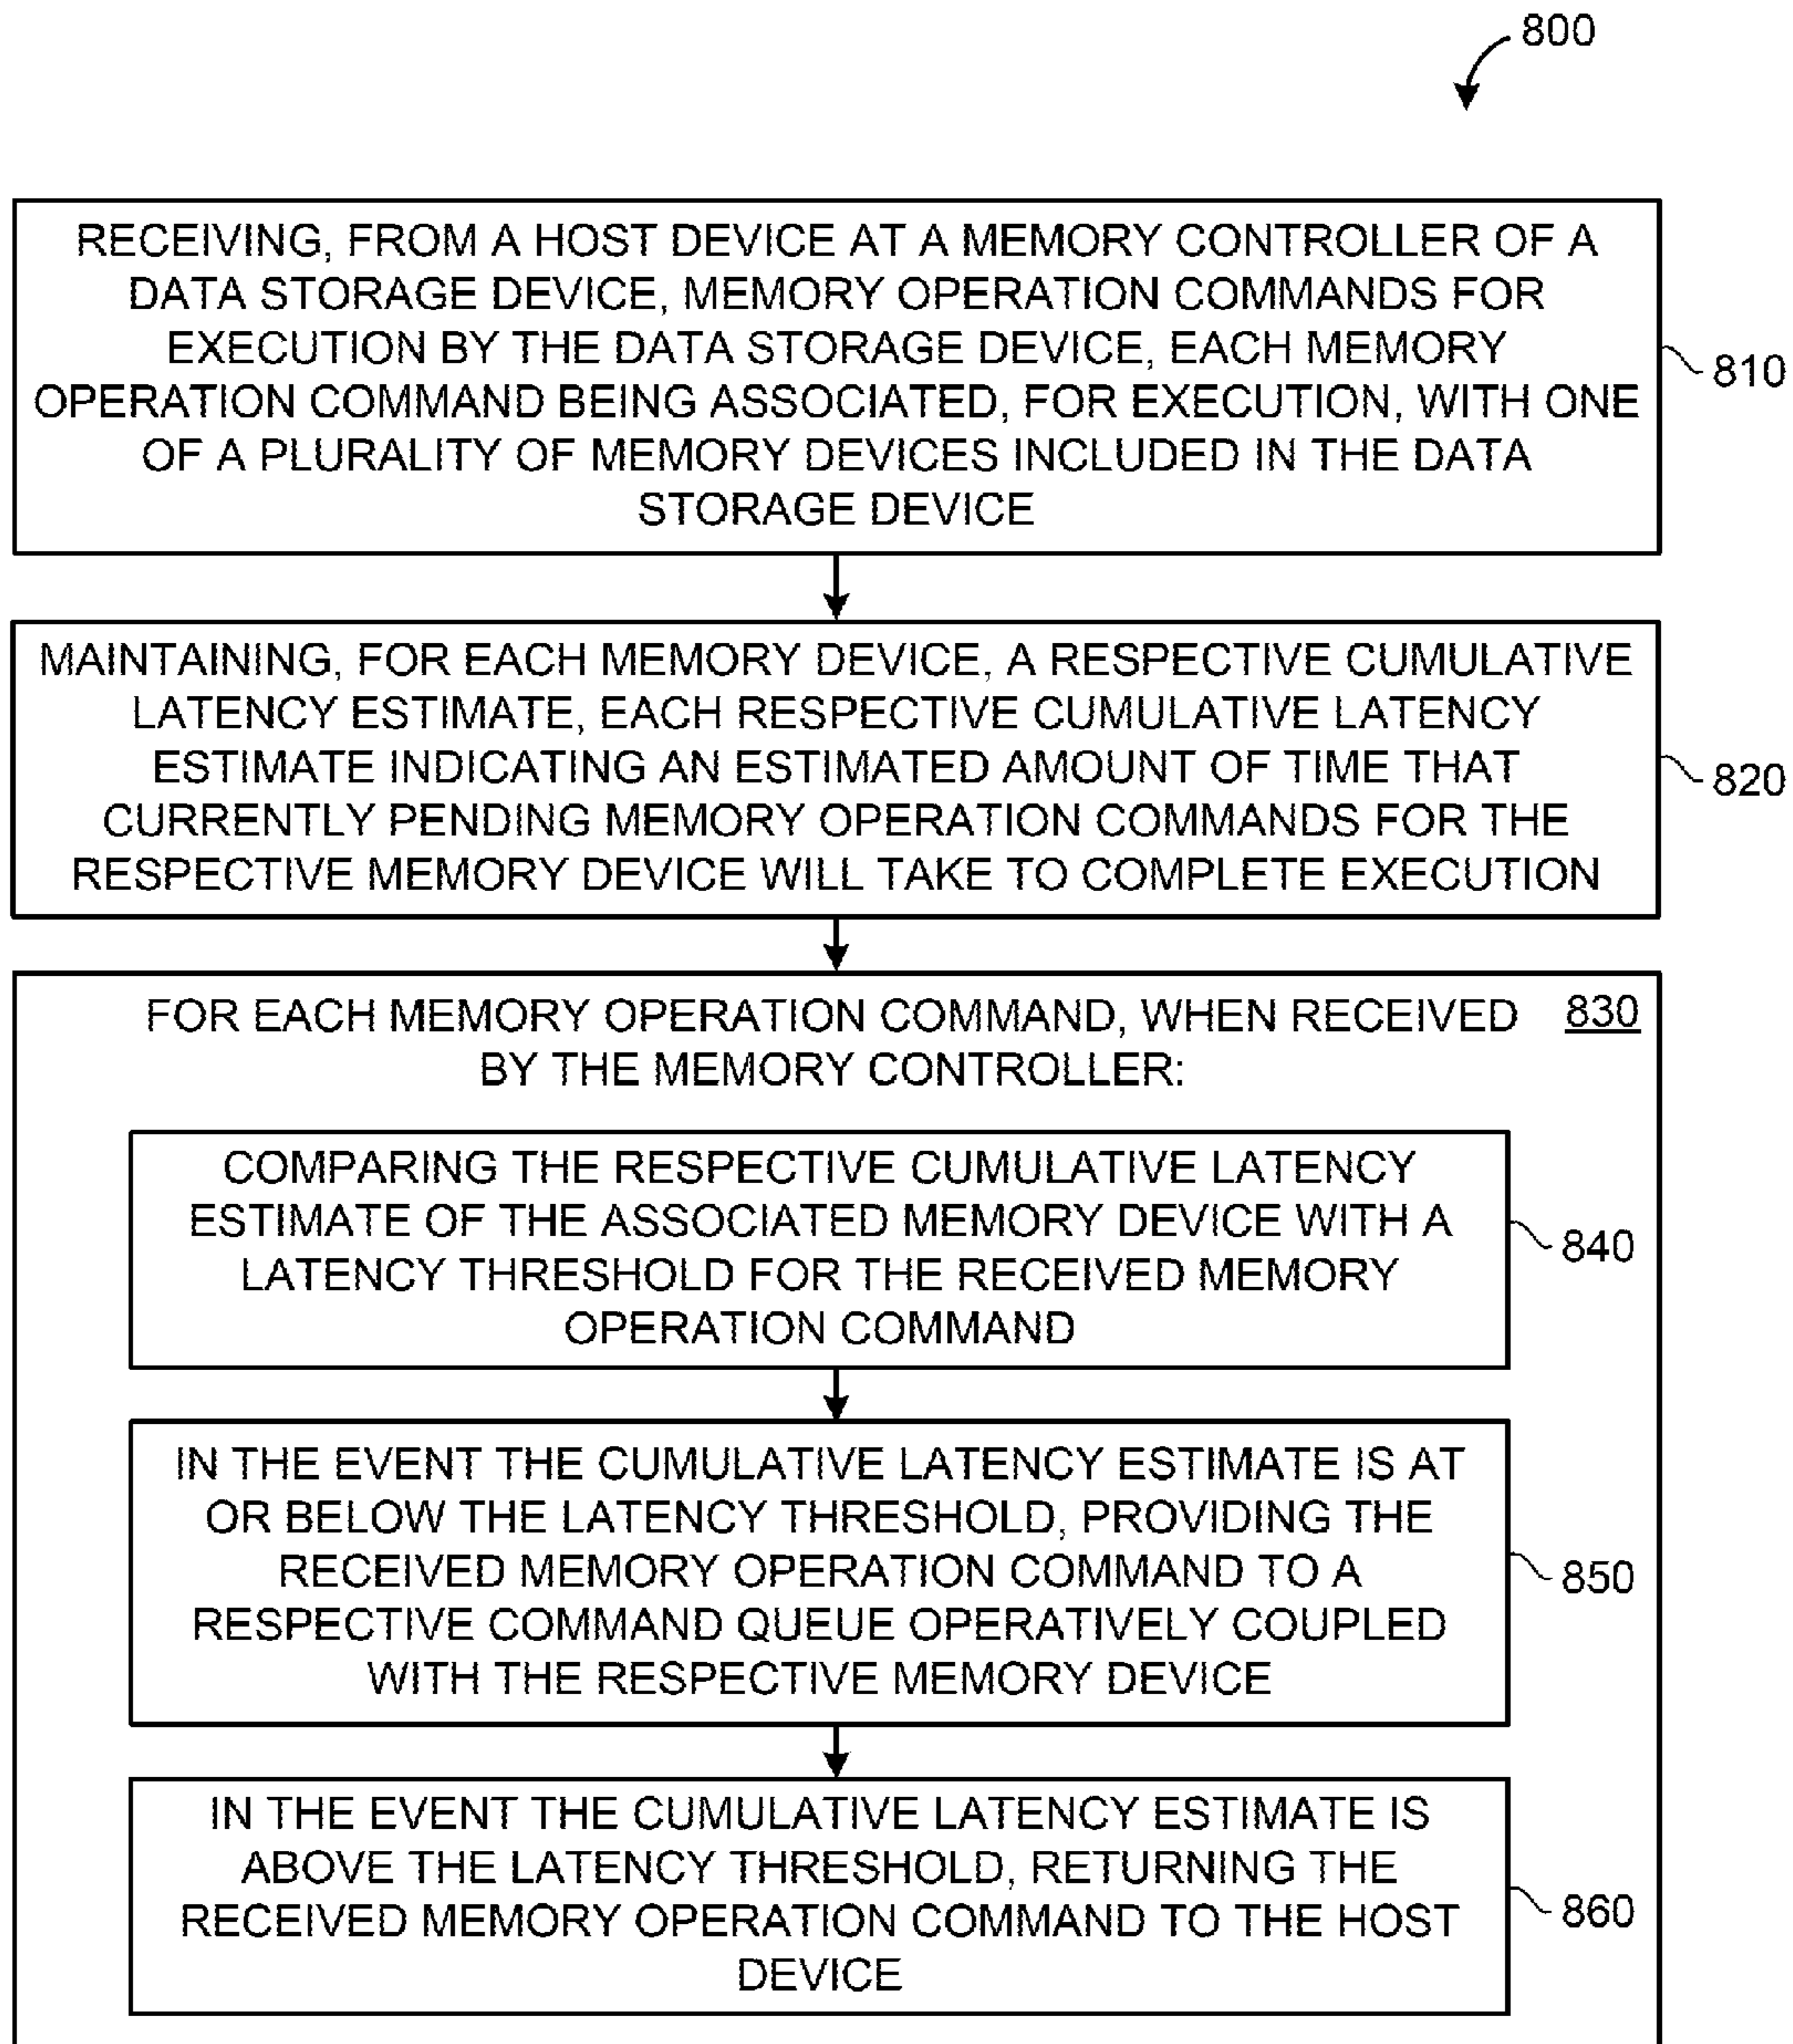 800
RECEIVING, FROM A HOST DEVICE AT A MEMORY CONTROLLER OF A
DATA STORAGE DEVICE, MEMORY OPERATION COMMANDS FOR
EXECUTION BY THE DATA STORAGE DEVICE, EACH MEMORY
OPERATION COMMAND BEING ASSOCIATED, FOR EXECUTION, WITH ONE
OF A PLURALITY OF MEMORY DEVICES INCLUDED IN THE DATA
STORAGE DEVICE
810
MAINTAINING, FOR EACH MEMORY DEVICE, A RESPECTIVE CUMULATIVE
LATENCY ESTIMATE, EACH RESPECTIVE CUMULATIVE LATENCY
ESTIMATE INDICATING AN ESTIMATED AMOUNT OF TIME THAT
CURRENTLY PENDING MEMORY OPERATION COMMANDS FOR THE
RESPECTIVE MEMORY DEVICE WILL TAKE TO COMPLETE EXECUTION
820
FOR EACH MEMORY OPERATION COMMAND, WHEN RECEIVED
BY THE MEMORY CONTROLLER:
830
COMPARING THE RESPECTIVE CUMULATIVE LATENCY
ESTIMATE OF THE ASSOCIATED MEMORY DEVICE WITH A
LATENCY THRESHOLD FOR THE RECEIVED MEMORY
OPERATION COMMAND
840
IN THE EVENT THE CUMULATIVE LATENCY ESTIMATE IS AT
OR BELOW THE LATENCY THRESHOLD, PROVIDING THE
RECEIVED MEMORY OPERATION COMMAND TO A
RESPECTIVE COMMAND QUEUE OPERATIVELY COUPLED
WITH THE RESPECTIVE MEMORY DEVICE
850
IN THE EVENT THE CUMULATIVE LATENCY ESTIMATE IS
ABOVE THE LATENCY THRESHOLD, RETURNING THE
RECEIVED MEMORY OPERATION COMMAND TO THE HOST
DEVICE
860